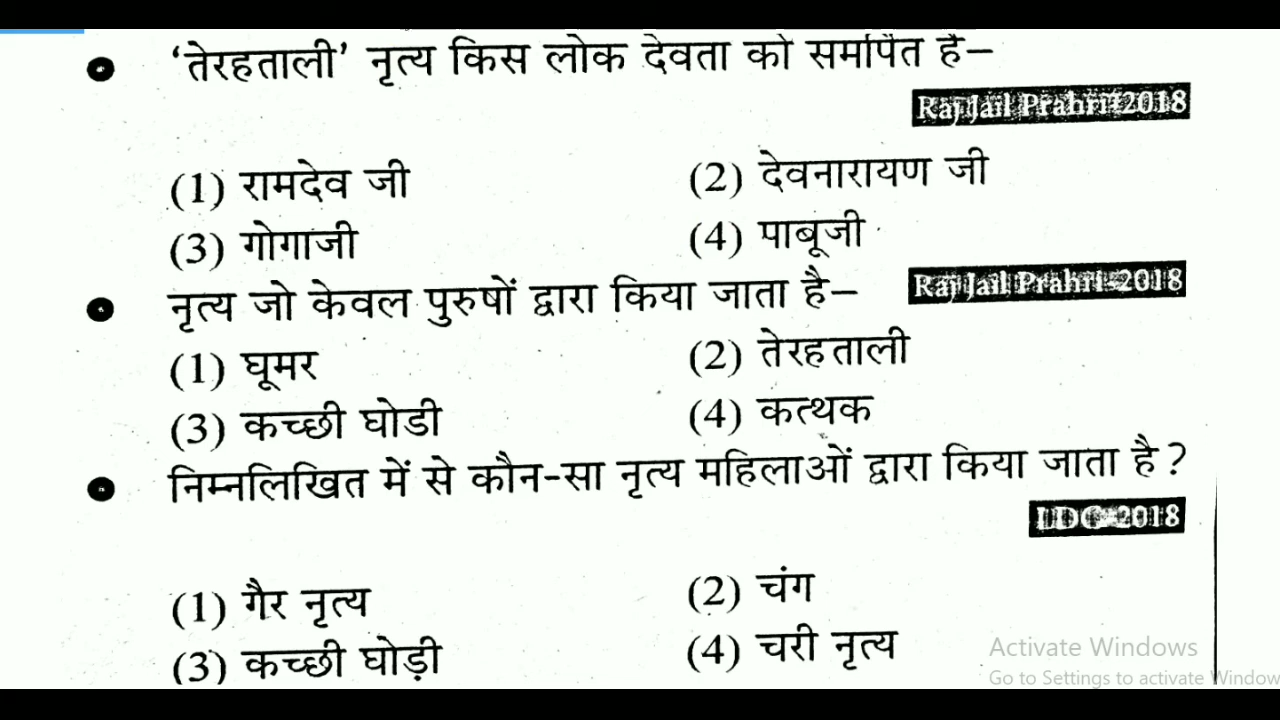 'तेरहताली' नृत्य किस लोक देवता को समर्पित है–
Raj Jail Prahri-2018
(1) रामदेव जी (2) देवनारायण जी
(3) गोगाजी (4) पाबूजी
नृत्य जो केवल पुरुषों द्वारा किया जाता है– Raj Jail Prahri-2018
(1) घूमर (2) तेरहताली
(3) कच्छी घोडी (4) कत्थक
निम्नलिखित में से कौन-सा नृत्य महिलाओं द्वारा किया जाता है ?
LDC-2018
(1) गैर नृत्य (2) चंग
(3) कच्छी घोड़ी (4) चरी नृत्य
Activate Windows
Go to Settings to activate Window